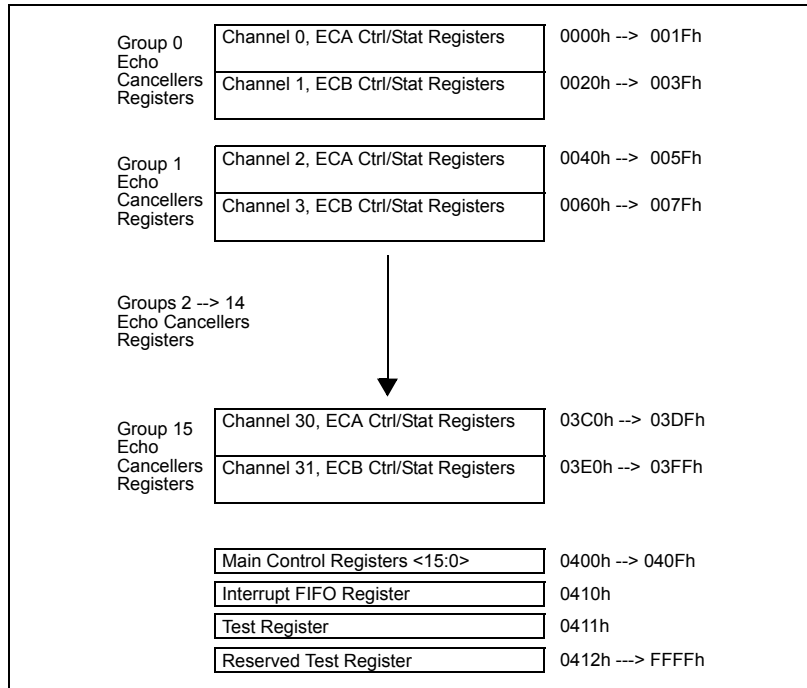 Group 0
Echo
Cancellers
Registers
Channel 0, ECA Ctrl/Stat Registers
0000h --> 001Fh
Channel 1, ECB Ctrl/Stat Registers
0020h --> 003Fh
Group 1
Echo
Cancellers
Registers
Channel 2, ECA Ctrl/Stat Registers
0040h --> 005Fh
Channel 3, ECB Ctrl/Stat Registers
0060h --> 007Fh
Groups 2 --> 14
Echo Cancellers
Registers
Group 15
Echo
Cancellers
Registers
Channel 30, ECA Ctrl/Stat Registers
03C0h --> 03DFh
Channel 31, ECB Ctrl/Stat Registers
03E0h --> 03FFh
Main Control Registers <15:0>
0400h --> 040Fh
Interrupt FIFO Register
0410h
Test Register
0411h
Reserved Test Register
0412h ---> FFFFh